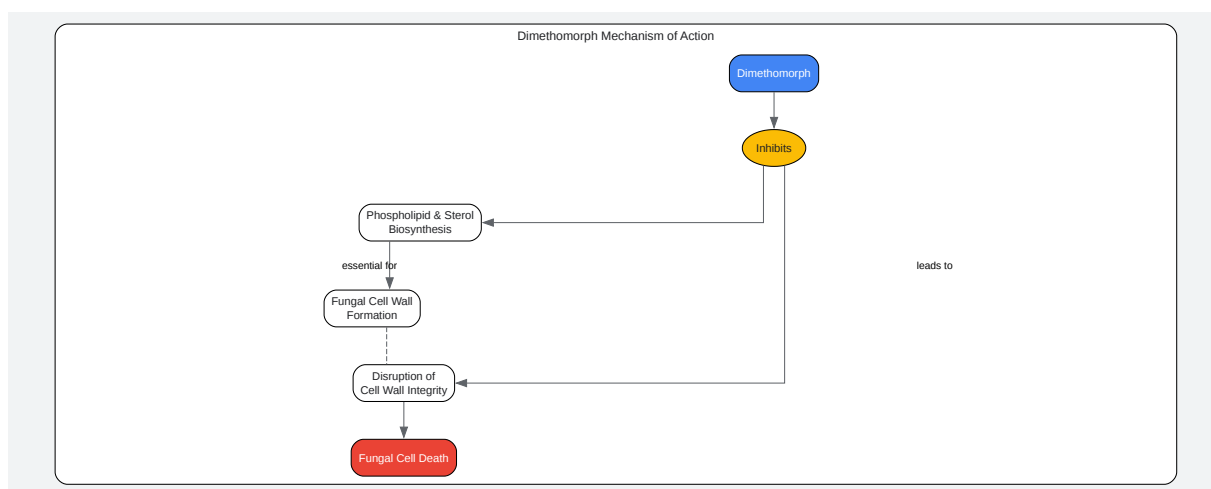 Dimethomorph Mechanism of Action
Dimethomorph
Inhibits
Phospholipid & Sterol
Biosynthesis
essential for
leads to
Fungal Cell Wall
Formation
Disruption of
Cell Wall Integrity
Fungal Cell Death